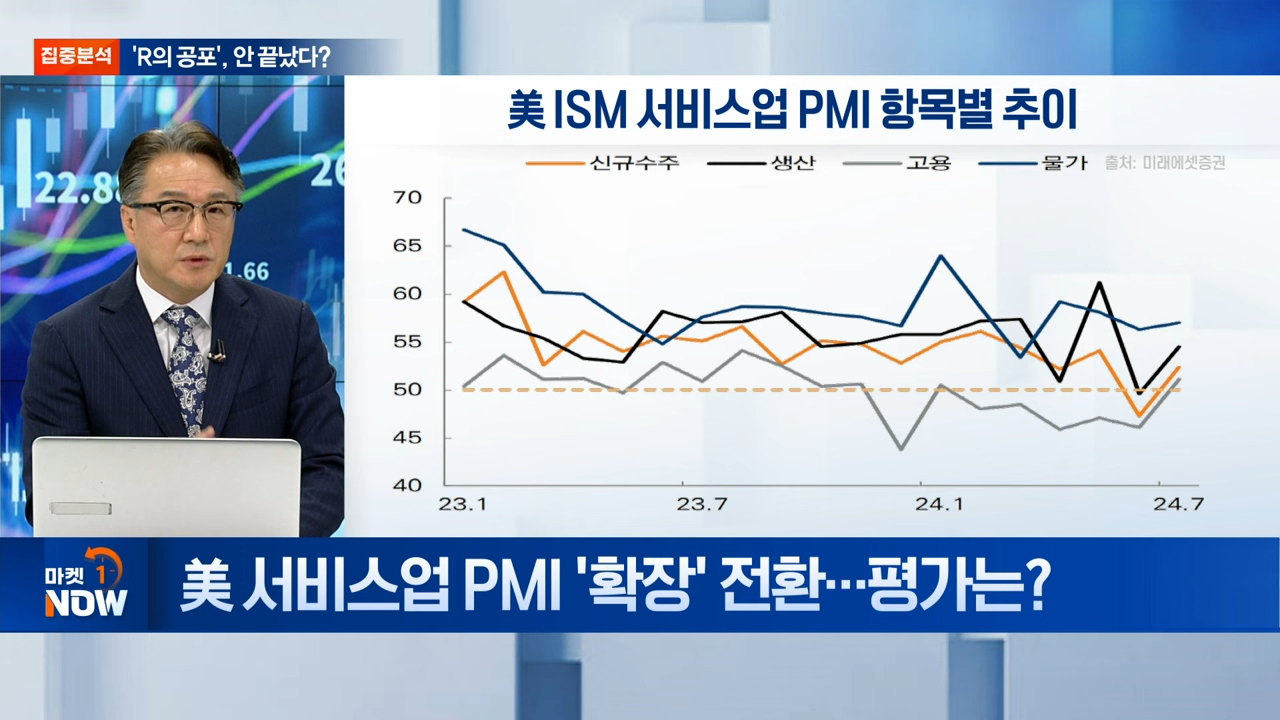 집중분석 'R의 공포', 안 끝났다?
美 ISM 서비스업 PMI 항목별 추이
신규수주 생산 고용 물가 출처: 미래에셋증권
70
65
60
55
50
45
40
23.1 23.7 24.1 24.7
22.8
26
1.66
마켓 1
NOW
美 서비스업 PMI '확장' 전환…평가는?